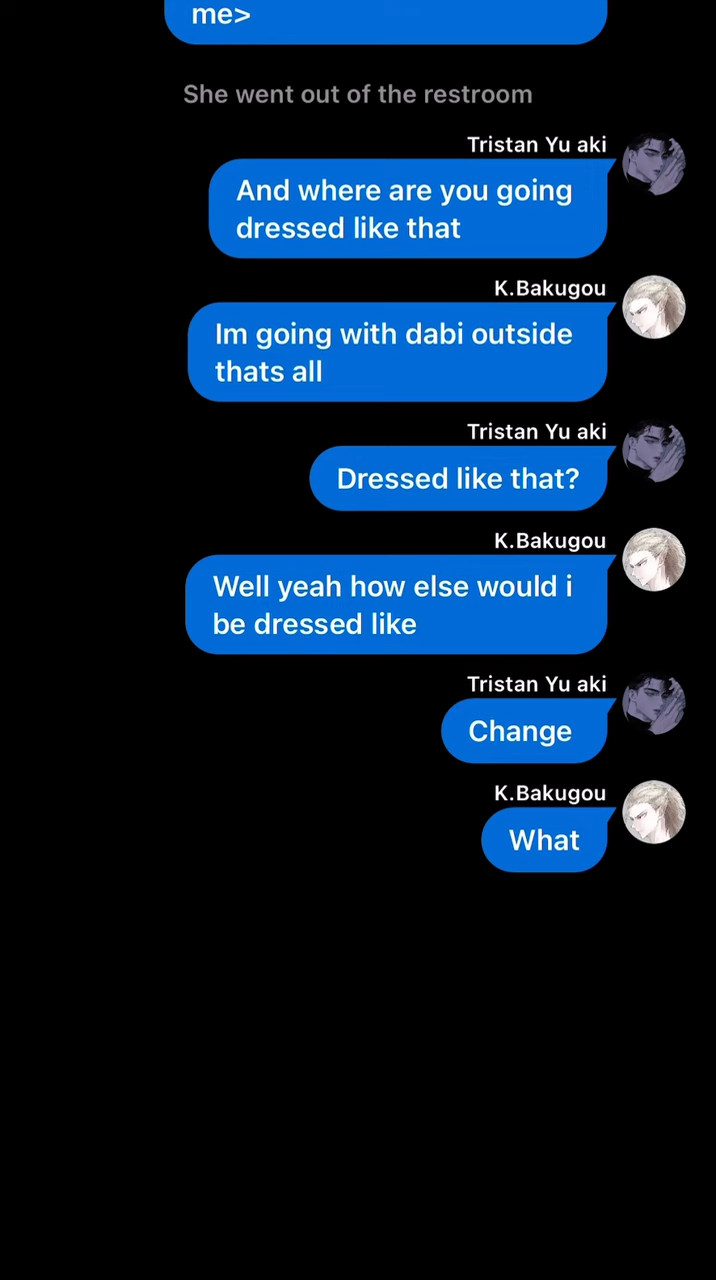 me>
She went out of the restroom
Tristan Yu aki
And where are you going
dressed like that
K.Bakugou
Im going with dabi outside
thats all
Tristan Yu aki
Dressed like that?
K.Bakugou
Well yeah how else would i
be dressed like
Tristan Yu aki
Change
K.Bakugou
What